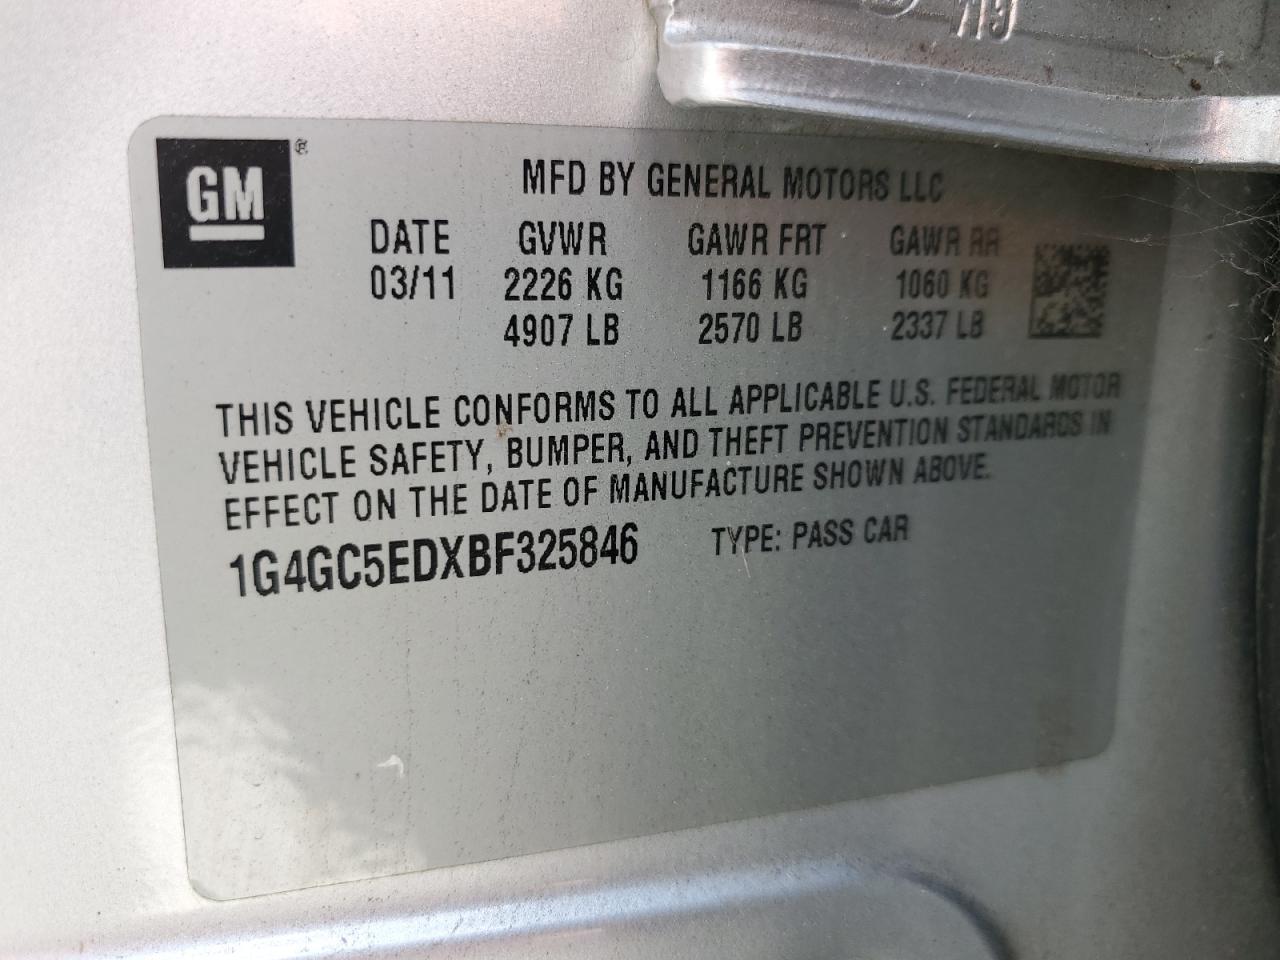 719
GM®
MFD BY GENERAL MOTORS LLC
DATE GVWR GAWR FRT GAWR RR
03/11 2226 KG 1166 KG 1060 KG
4907 LB 2570 LB 2337 LB
THIS VEHICLE CONFORMS TO ALL APPLICABLE U.S. FEDERAL MOTOR
VEHICLE SAFETY, BUMPER, AND THEFT PREVENTION STANDARDS IN
EFFECT ON THE DATE OF MANUFACTURE SHOWN ABOVE.
1G4GC5EDXBF325846 TYPE: PASS CAR